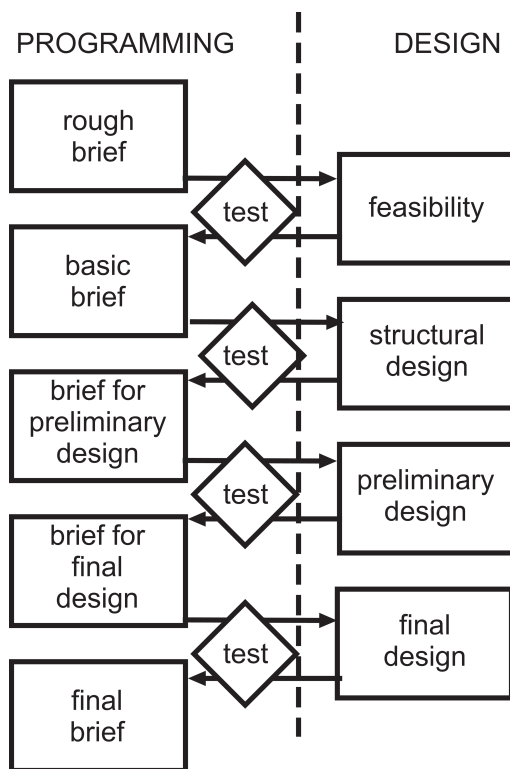 PROGRAMMING
DESIGN
rough
brief
test
feasibility
basic
brief
test
structural
design
brief for
preliminary
design
test
preliminary
design
brief for
final
design
test
final
design
final
brief